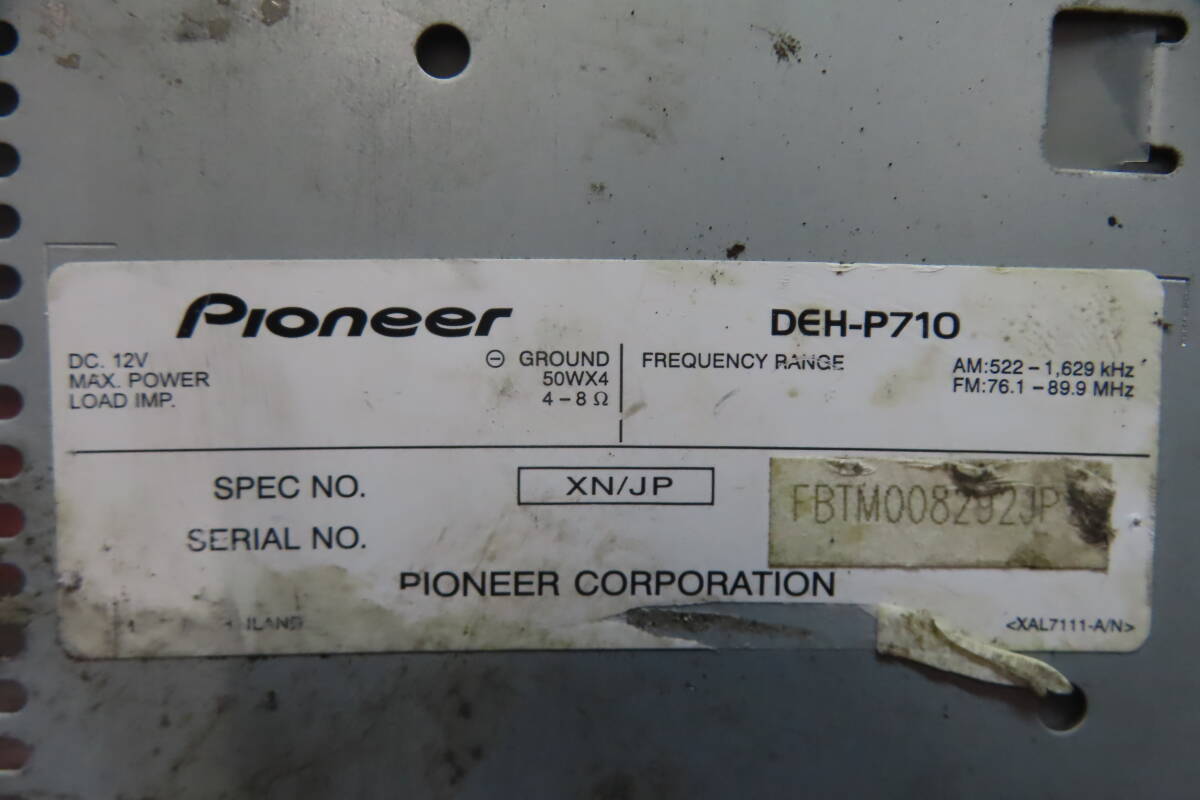 Pioneer
DEH-P710
DC. 12V ⊖ GROUND
MAX. POWER 50WX4
LOAD IMP. 4 – 8 Ω
FREQUENCY RANGE AM:522 – 1,629 kHz
FM:76.1 – 89.9 MHz
SPEC NO. XN/JP
SERIAL NO. FBTM008292JP
PIONEER CORPORATION
<XAL7111-A/N>